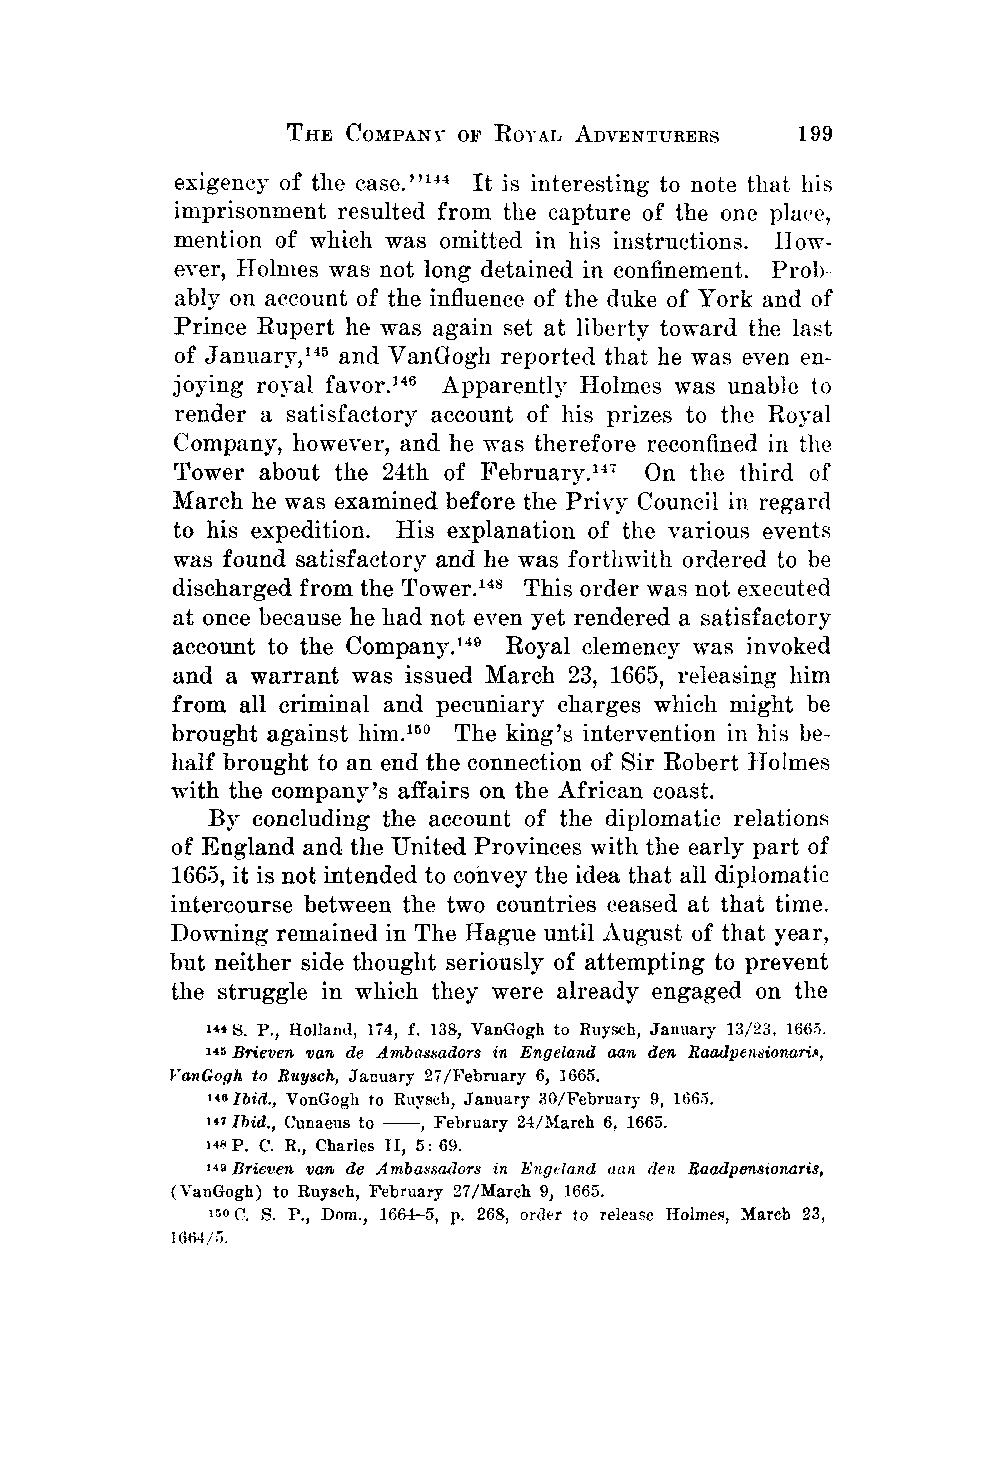 THE COMPANY OF ROYAL ADVENTURERS 199
exigency of the case."¹⁴⁴ It is interesting to note that his
imprisonment resulted from the capture of the one place,
mention of which was omitted in his instructions. How-
ever, Holmes was not long detained in confinement. Prob-
ably on account of the influence of the duke of York and of
Prince Rupert he was again set at liberty toward the last
of January,¹⁴⁵ and VanGogh reported that he was even en-
joying royal favor.¹⁴⁶ Apparently Holmes was unable to
render a satisfactory account of his prizes to the Royal
Company, however, and he was therefore reconfined in the
Tower about the 24th of February.¹⁴⁷ On the third of
March he was examined before the Privy Council in regard
to his expedition. His explanation of the various events
was found satisfactory and he was forthwith ordered to be
discharged from the Tower.¹⁴⁸ This order was not executed
at once because he had not even yet rendered a satisfactory
account to the Company.¹⁴⁹ Royal clemency was invoked
and a warrant was issued March 23, 1665, releasing him
from all criminal and pecuniary charges which might be
brought against him.¹⁵⁰ The king's intervention in his be-
half brought to an end the connection of Sir Robert Holmes
with the company's affairs on the African coast.
By concluding the account of the diplomatic relations
of England and the United Provinces with the early part of
1665, it is not intended to convey the idea that all diplomatic
intercourse between the two countries ceased at that time.
Downing remained in The Hague until August of that year,
but neither side thought seriously of attempting to prevent
the struggle in which they were already engaged on the
¹⁴⁴ S. P., Holland, 174, f. 138, VanGogh to Ruysch, January 13/23, 1665.
¹⁴⁵ Brieven van de Ambassadors in Engeland aan den Raadpensionaris,
VanGogh to Ruysch, January 27/February 6, 1665.
¹⁴⁶ Ibid., VonGogh to Ruysch, January 30/February 9, 1665.
¹⁴⁷ Ibid., Cunaeus to ——, February 24/March 6, 1665.
¹⁴⁸ P. C. R., Charles II, 5: 69.
¹⁴⁹ Brieven van de Ambassadors in Engeland aan den Raadpensionaris,
(VanGogh) to Ruysch, February 27/March 9, 1665.
¹⁵⁰ C. S. P., Dom., 1664–5, p. 268, order to release Holmes, March 23,
1664/5.